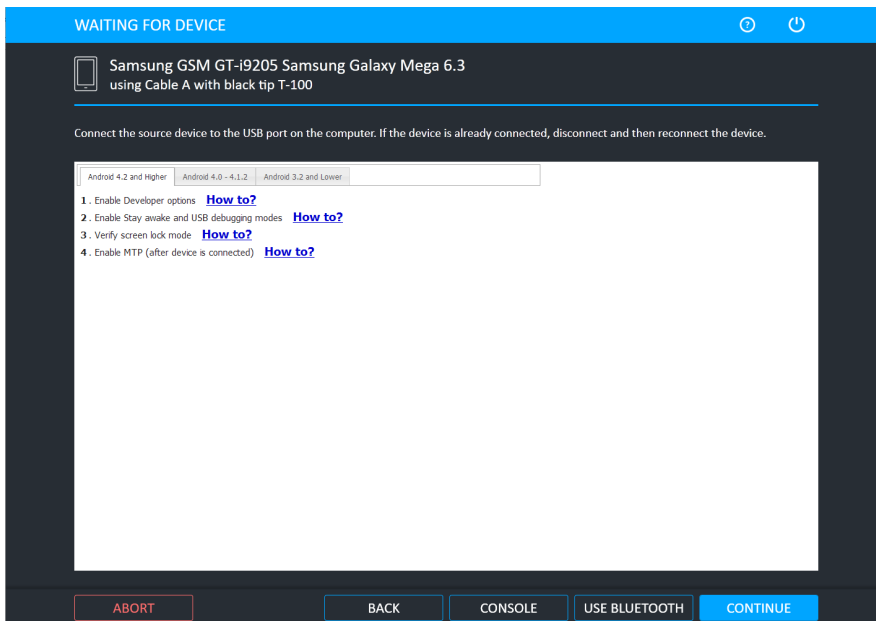 WAITING FOR DEVICE
Samsung GSM GT-i9205 Samsung Galaxy Mega 6.3
using Cable A with black tip T-100
Connect the source device to the USB port on the computer. If the device is already connected, disconnect and then reconnect the device.
Android 4.2 and Higher Android 4.0 - 4.1.2 Android 3.2 and Lower
1 . Enable Developer options How to?
2 . Enable Stay awake and USB debugging modes How to?
3 . Verify screen lock mode How to?
4 . Enable MTP (after device is connected) How to?
ABORT BACK CONSOLE USE BLUETOOTH CONTINUE